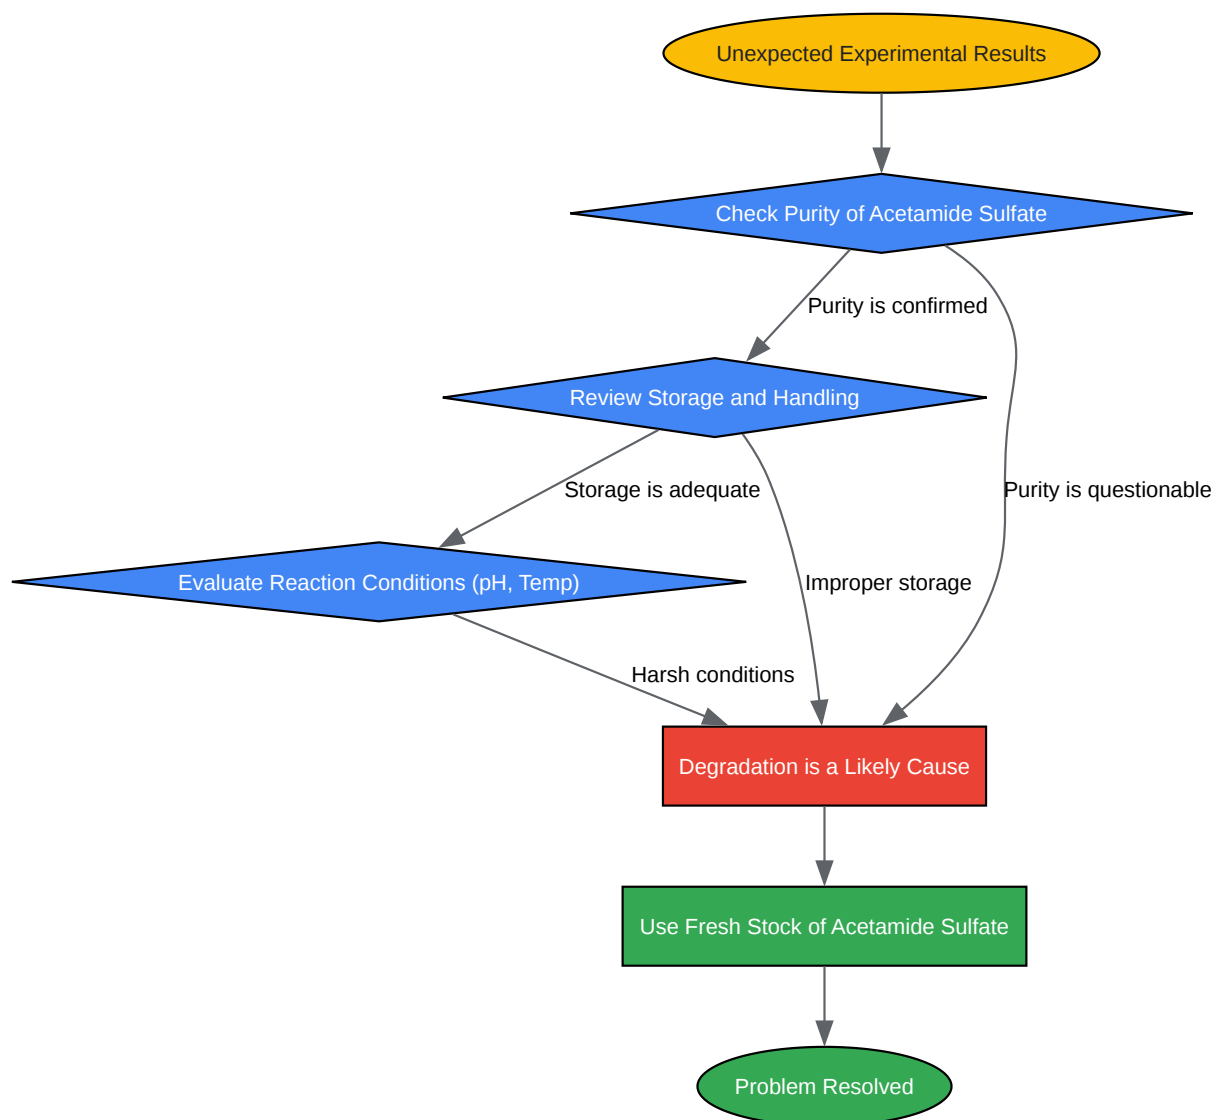 Unexpected Experimental Results
Check Purity of Acetamide Sulfate
Purity is confirmed
Review Storage and Handling
Storage is adequate
Purity is questionable
Evaluate Reaction Conditions (pH, Temp)
Improper storage
Harsh conditions
Degradation is a Likely Cause
Use Fresh Stock of Acetamide Sulfate
Problem Resolved